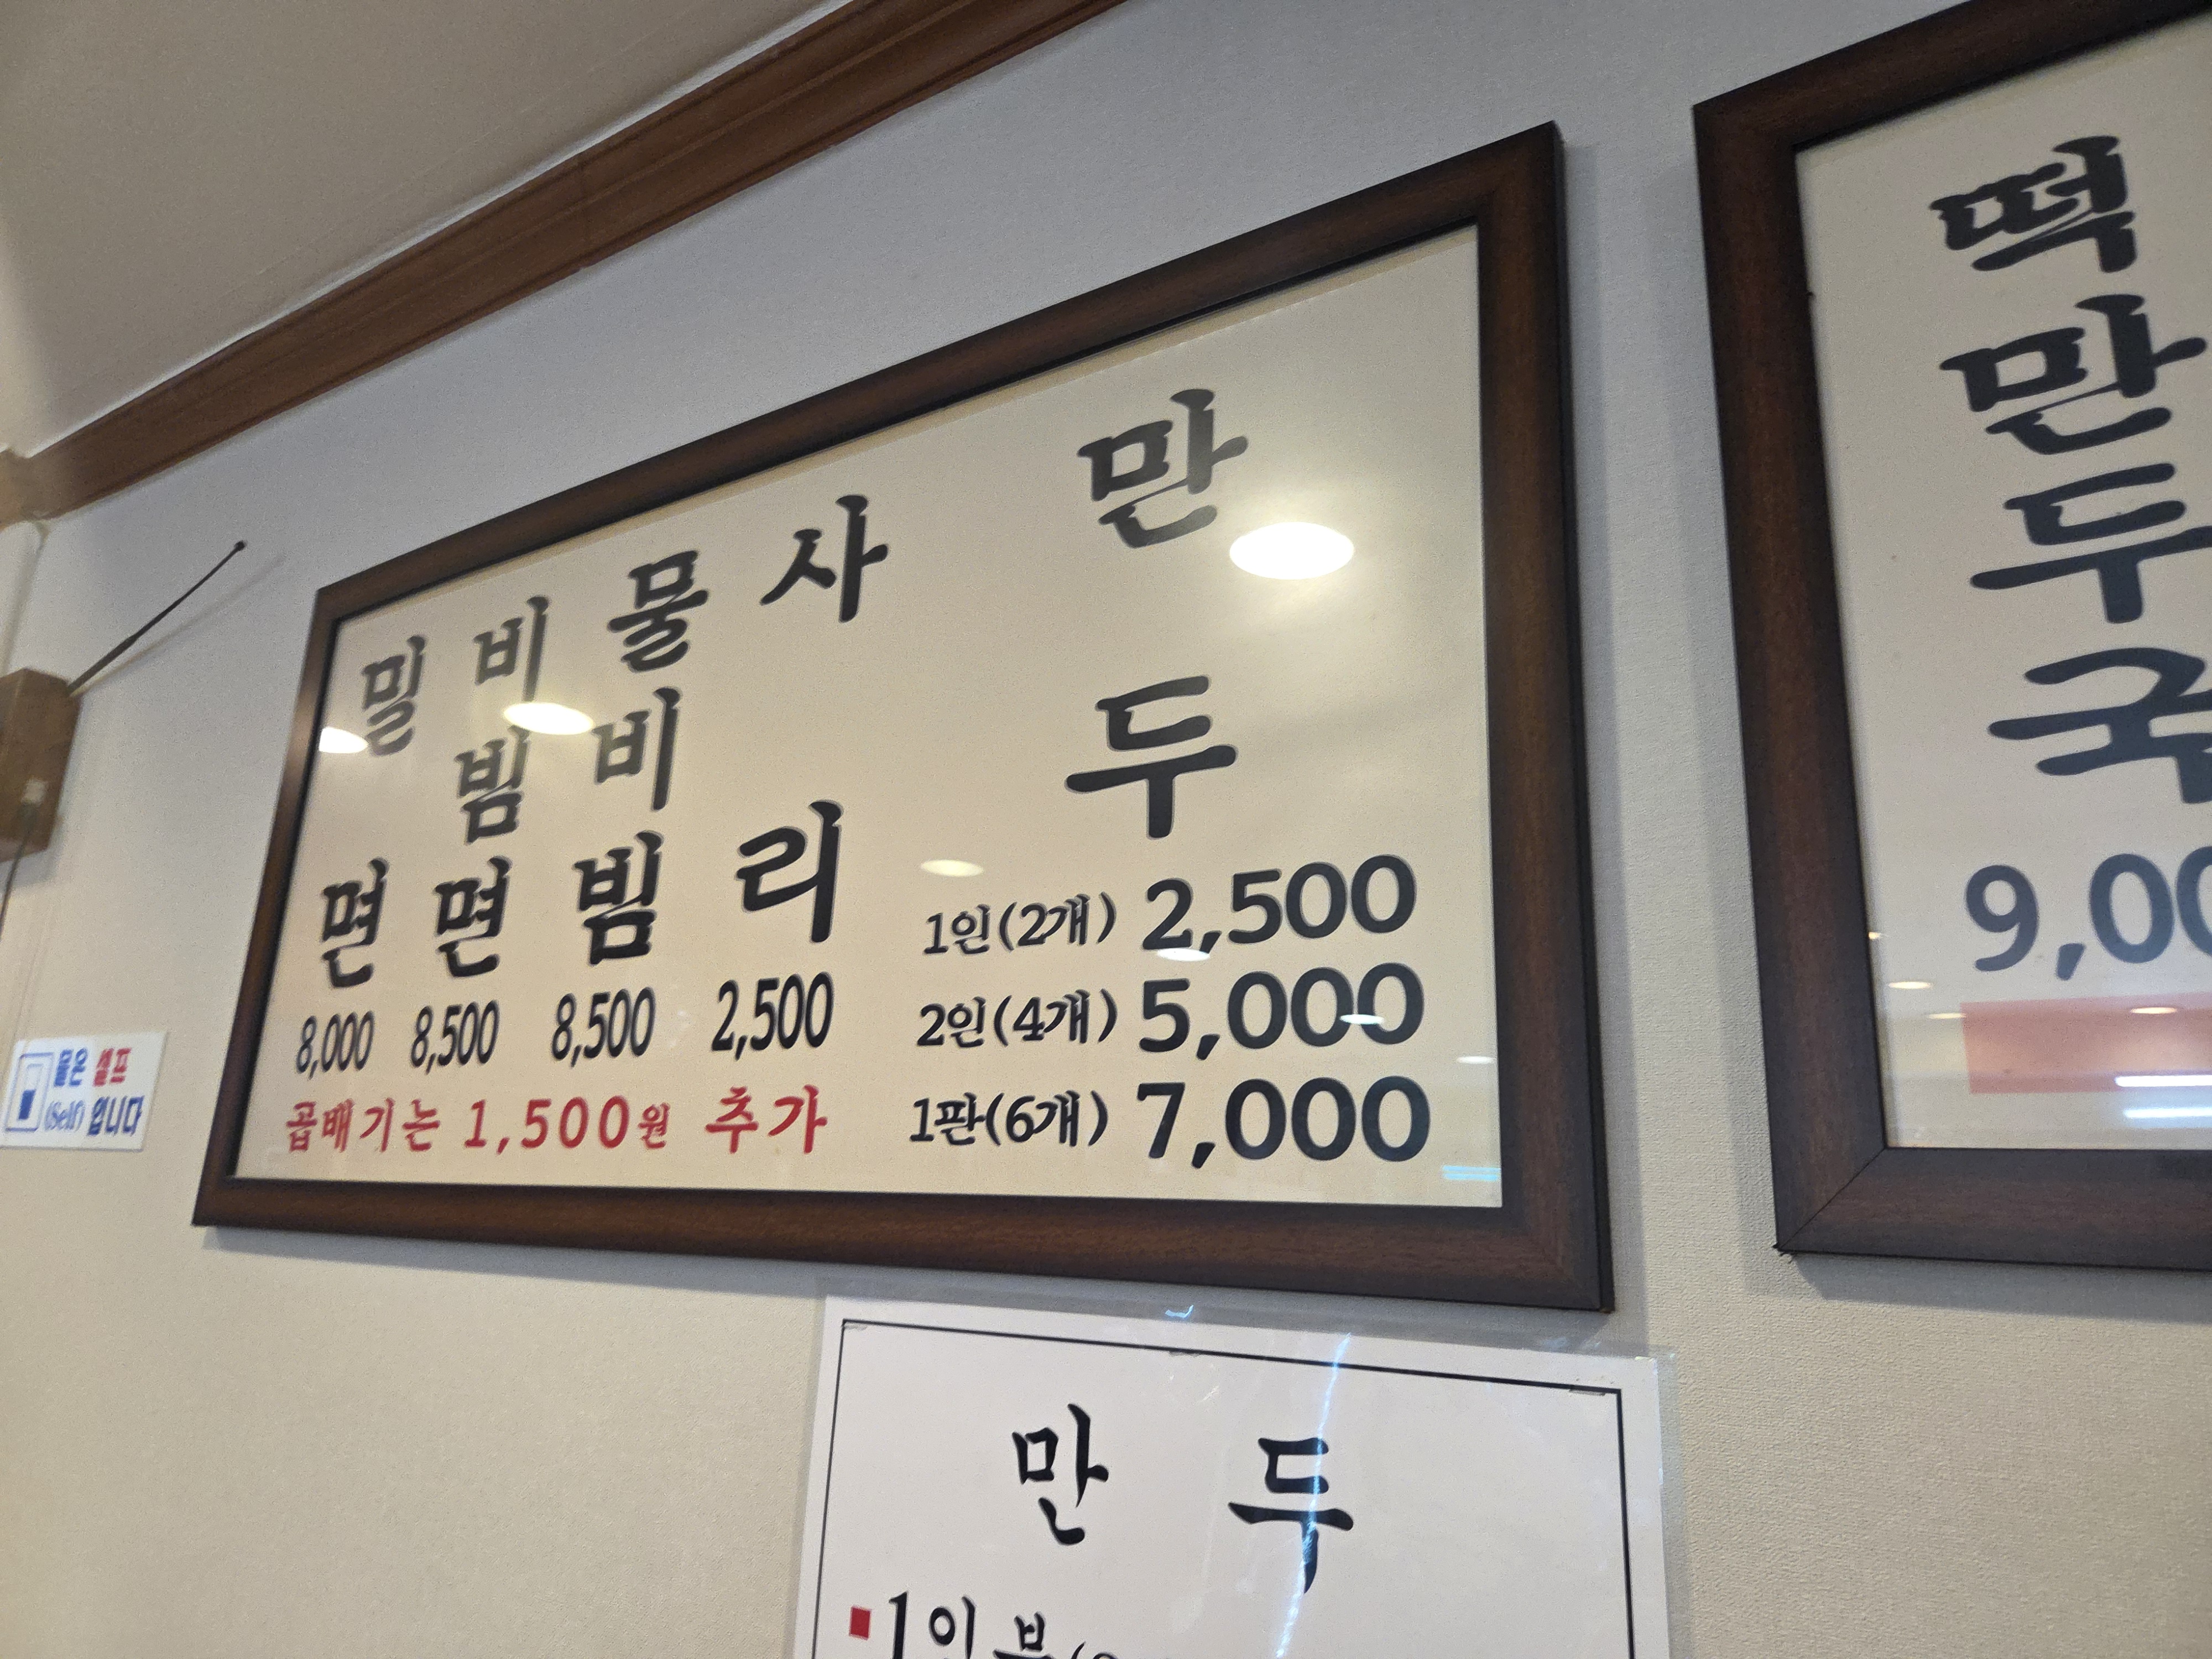 밀면 8,000
비빔면 8,500
물비빔 8,500
사리 2,500
곱배기는 1,500원 추가
만두
1인(2개) 2,500
2인(4개) 5,000
1판(6개) 7,000
떡만두국
9,00
물은 셀프
(Self) 입니다
만 두
1인분